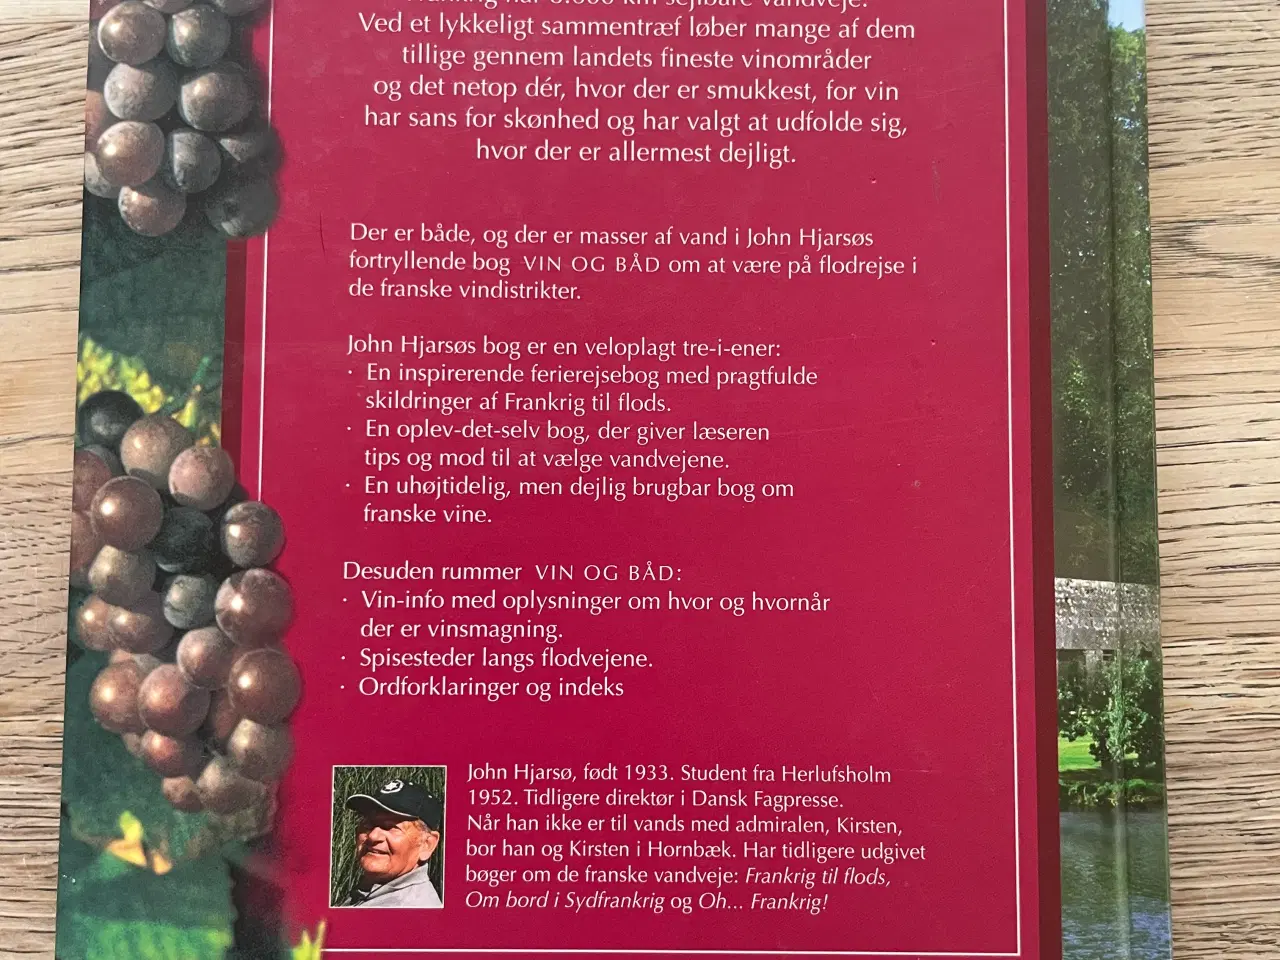 Frankrig har 8.000 km sejlbare vandveje.
Ved et lykkeligt sammentræf løber mange af dem
tillige gennem landets fineste vinområder
og det netop dér, hvor der er smukkest, for vin
har sans for skønhed og har valgt at udfolde sig,
hvor der er allermest dejligt.
Der er både, og der er masser af vand i John Hjarsøs
fortryllende bog VIN OG BÅD om at være på flodrejse i
de franske vindistrikter.
John Hjarsøs bog er en veloplagt tre-i-ener:
· En inspirerende ferierejsebog med pragtfulde
skildringer af Frankrig til flods.
· En oplev-det-selv bog, der giver læseren
tips og mod til at vælge vandvejene.
· En uhøjtidelig, men dejlig brugbar bog om
franske vine.
Desuden rummer VIN OG BÅD:
· Vin-info med oplysninger om hvor og hvornår
der er vinsmagning.
· Spisesteder langs flodvejene.
· Ordforklaringer og indeks
John Hjarsø, født 1933. Student fra Herlufsholm
1952. Tidligere direktør i Dansk Fagpresse.
Når han ikke er til vands med admiralen, Kirsten,
bor han og Kirsten i Hornbæk. Har tidligere udgivet
bøger om de franske vandveje: Frankrig til flods,
Om bord i Sydfrankrig og Oh... Frankrig!